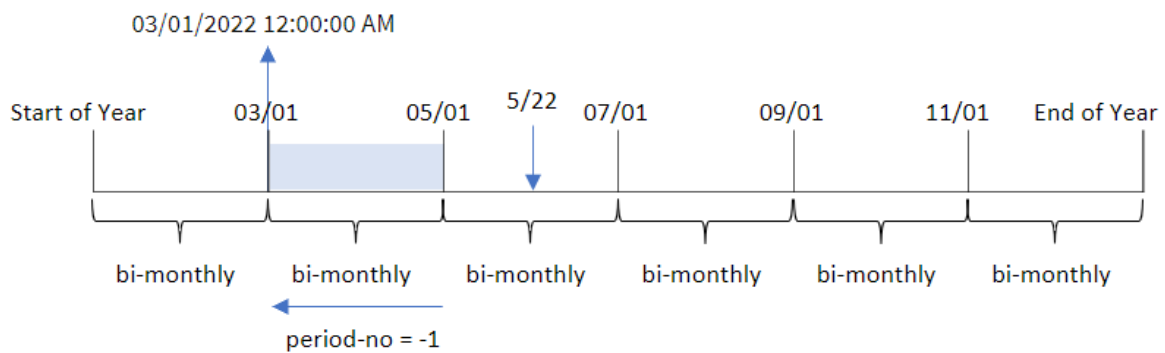 03/01/2022 12:00:00 AM
Start of Year 03/01 05/01 5/22 07/01 09/01 11/01 End of Year
bi-monthly bi-monthly bi-monthly bi-monthly bi-monthly bi-monthly
period-no = -1